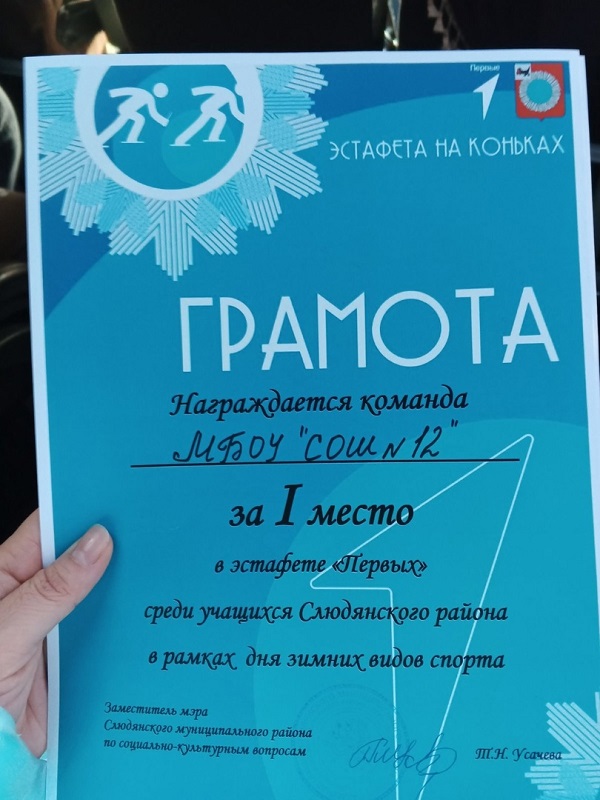 Первые
ЭСТАФЕТА НА КОНЬКАХ
ГРАМОТА
Награждается команда
МБОУ "СОШ N 12"
за I место
в эстафете «Первых»
среди учащихся Слюдянского района
в рамках дня зимних видов спорта
Заместитель мэра
Слюдянского муниципального района
по социально-культурным вопросам
Т.Н. Усачева